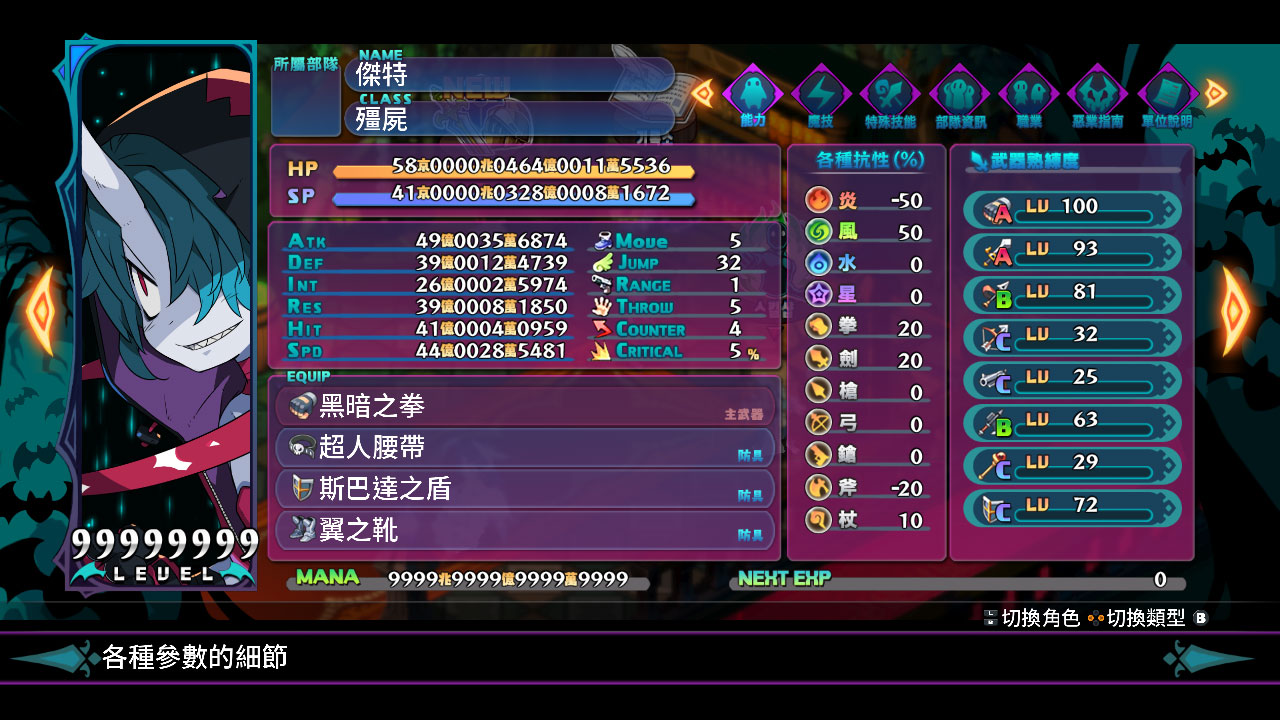 所屬部隊
NAME
傑特
CLASS
殭屍
能力
魔技
特殊技能
部隊資訊
職業
惡業指南
單位說明
HP 58京0000兆0464億0011萬5536
SP 41京0000兆0328億0008萬1672
ATK 49億0035萬6874
DEF 39億0012萬4739
INT 26億0002萬5974
RES 39億0008萬1850
HIT 41億0004萬0959
SPD 44億0028萬5481
MOVE 5
JUMP 32
RANGE 1
THROW 5
COUNTER 4
CRITICAL 5 %
EQUIP
黑暗之拳 主武器
超人腰帶 防具
斯巴達之盾 防具
翼之靴 防具
各種抗性(%)
炎 -50
風 50
水 0
星 0
拳 20
劍 20
槍 0
弓 0
鎗 0
斧 -20
杖 10
武器熟練度
A LV 100
A LV 93
B LV 81
C LV 32
C LV 25
B LV 63
C LV 29
C LV 72
99999999
LEVEL
MANA 9999兆9999億9999萬9999
NEXT EXP 0
切換角色 切換類型 B
各種參數的細節